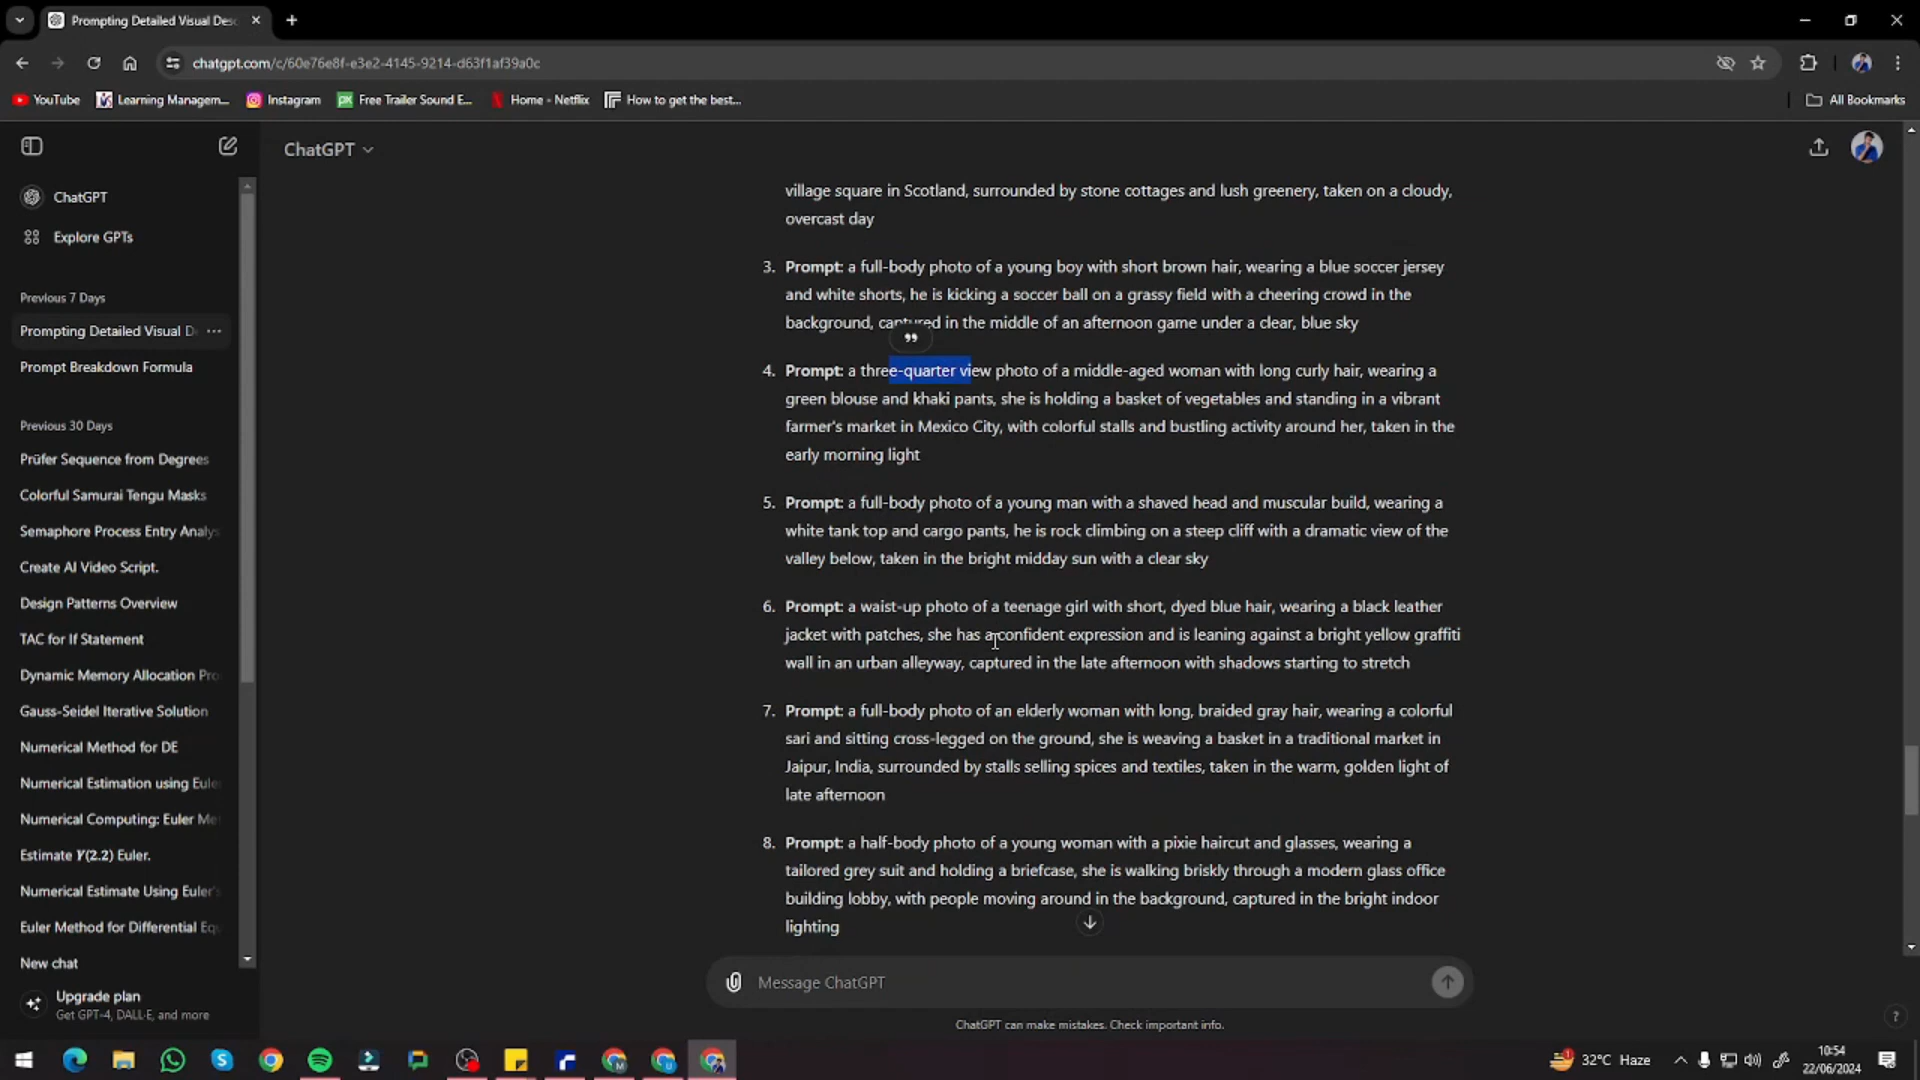 Prompting Detailed Visual Des
chatgpt.com/c/60e76e8f-e3e2-4145-9214-d63f1af39a0c
YouTube
Learning Managem...
Instagram
Free Trailer Sound E...
Home - Netflix
How to get the best...
All Bookmarks
ChatGPT
Explore GPTs
Previous 7 Days
Prompting Detailed Visual D
Prompt Breakdown Formula
Previous 30 Days
Prüfer Sequence from Degrees
Colorful Samurai Tengu Masks
Semaphore Process Entry Analys
Create AI Video Script.
Design Patterns Overview
TAC for If Statement
Dynamic Memory Allocation Pro
Gauss-Seidel Iterative Solution
Numerical Method for DE
Numerical Estimation using Eule
Numerical Computing: Euler Me
Estimate Y(2.2) Euler.
Numerical Estimate Using Euler's
Euler Method for Differential Eq
New chat
Upgrade plan
Get GPT-4, DALL·E, and more
ChatGPT
village square in Scotland, surrounded by stone cottages and lush greenery, taken on a cloudy,
overcast day
3. Prompt: a full-body photo of a young boy with short brown hair, wearing a blue soccer jersey
and white shorts, he is kicking a soccer ball on a grassy field with a cheering crowd in the
background, captured in the middle of an afternoon game under a clear, blue sky
4. Prompt: a three-quarter view photo of a middle-aged woman with long curly hair, wearing a
green blouse and khaki pants, she is holding a basket of vegetables and standing in a vibrant
farmer's market in Mexico City, with colorful stalls and bustling activity around her, taken in the
early morning light
5. Prompt: a full-body photo of a young man with a shaved head and muscular build, wearing a
white tank top and cargo pants, he is rock climbing on a steep cliff with a dramatic view of the
valley below, taken in the bright midday sun with a clear sky
6. Prompt: a waist-up photo of a teenage girl with short, dyed blue hair, wearing a black leather
jacket with patches, she has a confident expression and is leaning against a bright yellow graffiti
wall in an urban alleyway, captured in the late afternoon with shadows starting to stretch
7. Prompt: a full-body photo of an elderly woman with long, braided gray hair, wearing a colorful
sari and sitting cross-legged on the ground, she is weaving a basket in a traditional market in
Jaipur, India, surrounded by stalls selling spices and textiles, taken in the warm, golden light of
late afternoon
8. Prompt: a half-body photo of a young woman with a pixie haircut and glasses, wearing a
tailored grey suit and holding a briefcase, she is walking briskly through a modern glass office
building lobby, with people moving around in the background, captured in the bright indoor
lighting
Message ChatGPT
ChatGPT can make mistakes. Check important info.
32°C Haze
10:54
22/06/2024